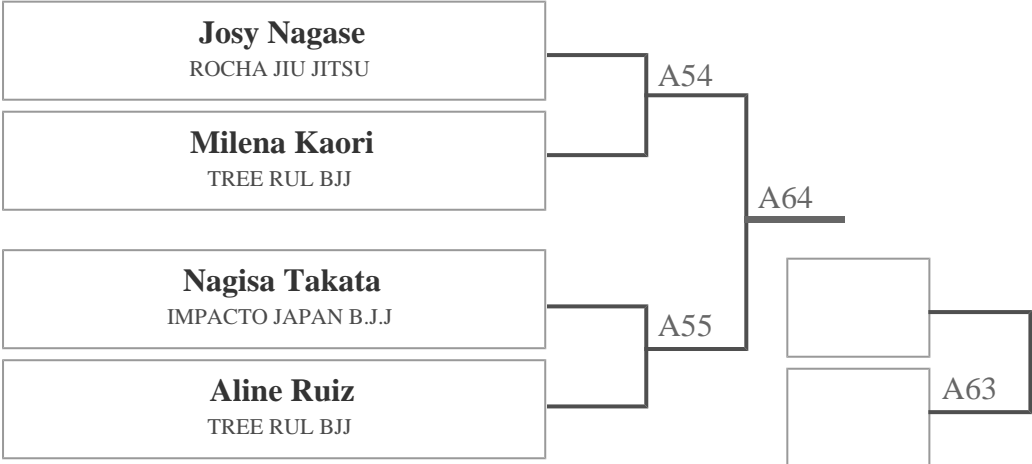 Josy Nagase
ROCHA JIU JITSU
A54
Milena Kaori
TREE RUL BJJ
A64
Nagisa Takata
IMPACTO JAPAN B.J.J
A55
Aline Ruiz
TREE RUL BJJ
A63